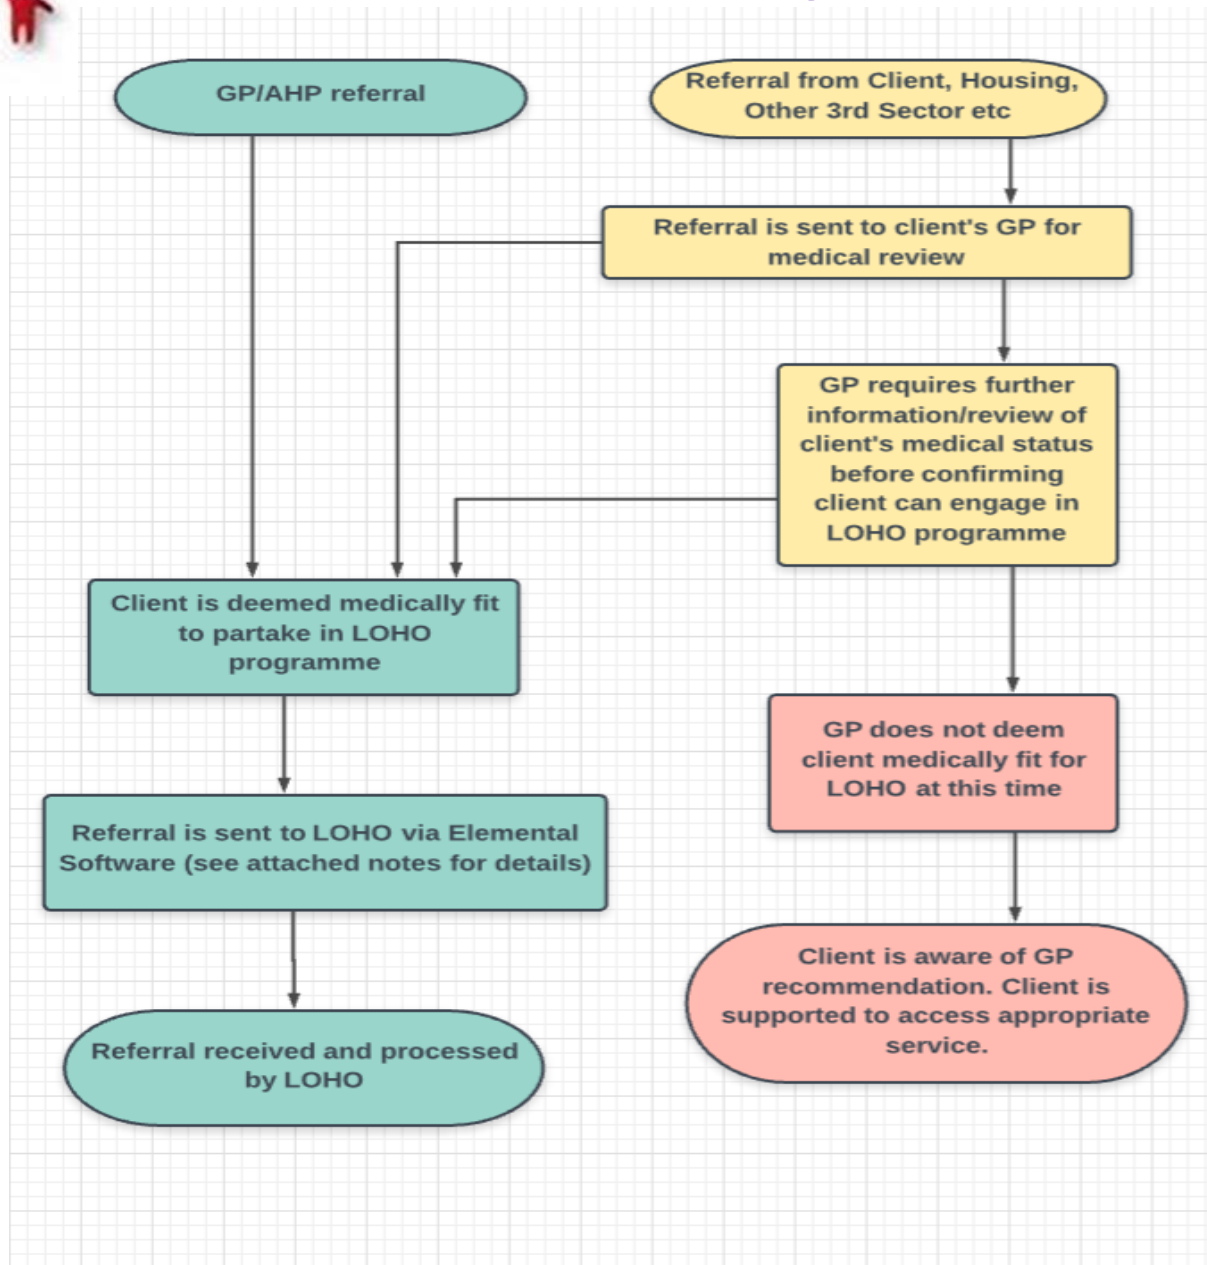 GP/AHP referral
Referral from Client, Housing,
Other 3rd Sector etc
Referral is sent to client's GP for
medical review
GP requires further
information/review of
client's medical status
before confirming
client can engage in
LOHO programme
Client is deemed medically fit
to partake in LOHO
programme
GP does not deem
client medically fit for
LOHO at this time
Referral is sent to LOHO via Elemental
Software (see attached notes for details)
Client is aware of GP
recommendation. Client is
supported to access appropriate
service.
Referral received and processed
by LOHO